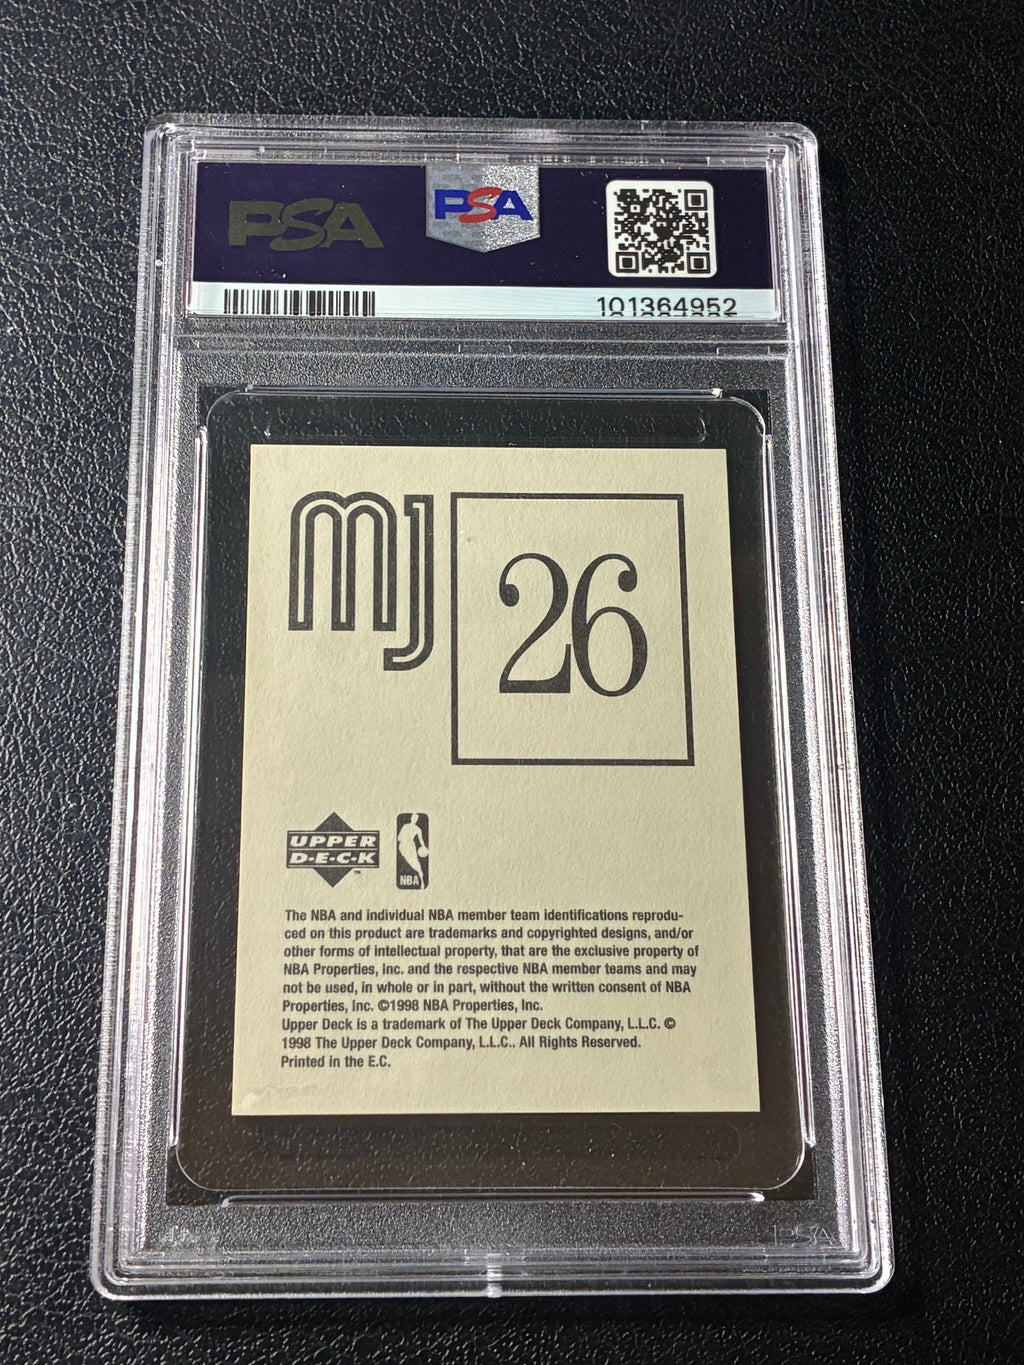 PSA
PSA
101364952
MJ
26
UPPER
D·E·C·K
TM
NBA
The NBA and individual NBA member team identifications reprodu-
ced on this product are trademarks and copyrighted designs, and/or
other forms of intellectual property, that are the exclusive property of
NBA Properties, Inc. and the respective NBA member teams and may
not be used, in whole or in part, without the written consent of NBA
Properties, Inc. ©1998 NBA Properties, Inc.
Upper Deck is a trademark of The Upper Deck Company, L.L.C. ©
1998 The Upper Deck Company, L.L.C.. All Rights Reserved.
Printed in the E.C.
PSA